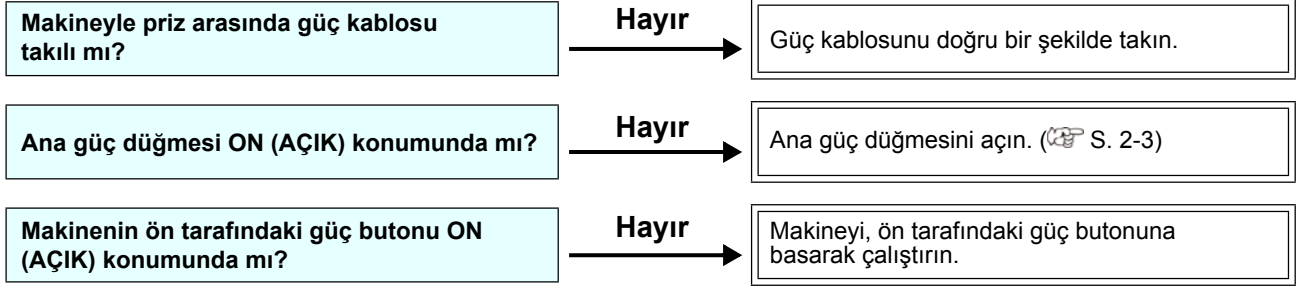 Makineyle priz arasında güç kablosu
takılı mı?
Hayır
Güç kablosunu doğru bir şekilde takın.
Ana güç düğmesi ON (AÇIK) konumunda mı?
Hayır
Ana güç düğmesini açın. (☞ S. 2-3)
Makinenin ön tarafındaki güç butonu ON
(AÇIK) konumunda mı?
Hayır
Makineyi, ön tarafındaki güç butonuna
basarak çalıştırın.